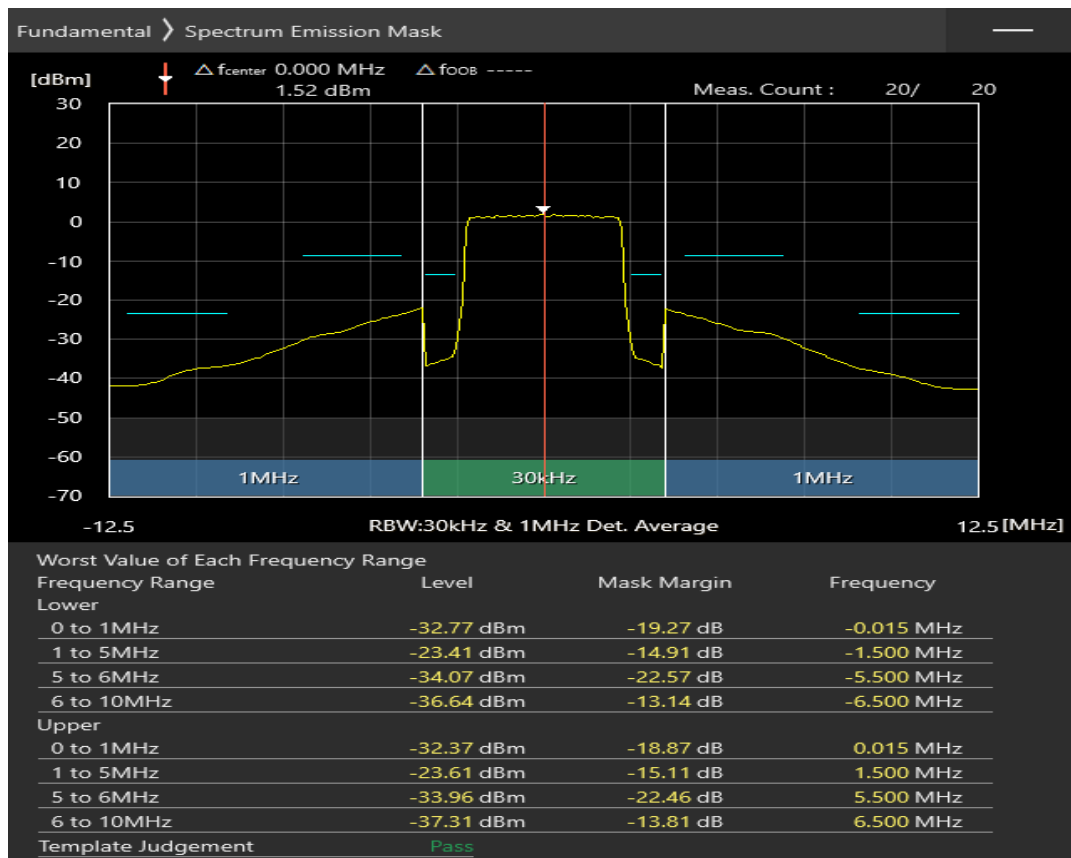 Fundamental ❯ Spectrum Emission Mask
[dBm] △ fcenter 0.000 MHz △ fOOB -----
1.52 dBm Meas. Count : 20/ 20
30
20
10
0
-10
-20
-30
-40
-50
-60
-70
1MHz 30kHz 1MHz
-12.5 RBW:30kHz & 1MHz Det. Average 12.5 [MHz]
Worst Value of Each Frequency Range
Frequency Range Level Mask Margin Frequency
Lower
0 to 1MHz -32.77 dBm -19.27 dB -0.015 MHz
1 to 5MHz -23.41 dBm -14.91 dB -1.500 MHz
5 to 6MHz -34.07 dBm -22.57 dB -5.500 MHz
6 to 10MHz -36.64 dBm -13.14 dB -6.500 MHz
Upper
0 to 1MHz -32.37 dBm -18.87 dB 0.015 MHz
1 to 5MHz -23.61 dBm -15.11 dB 1.500 MHz
5 to 6MHz -33.96 dBm -22.46 dB 5.500 MHz
6 to 10MHz -37.31 dBm -13.81 dB 6.500 MHz
Template Judgement Pass